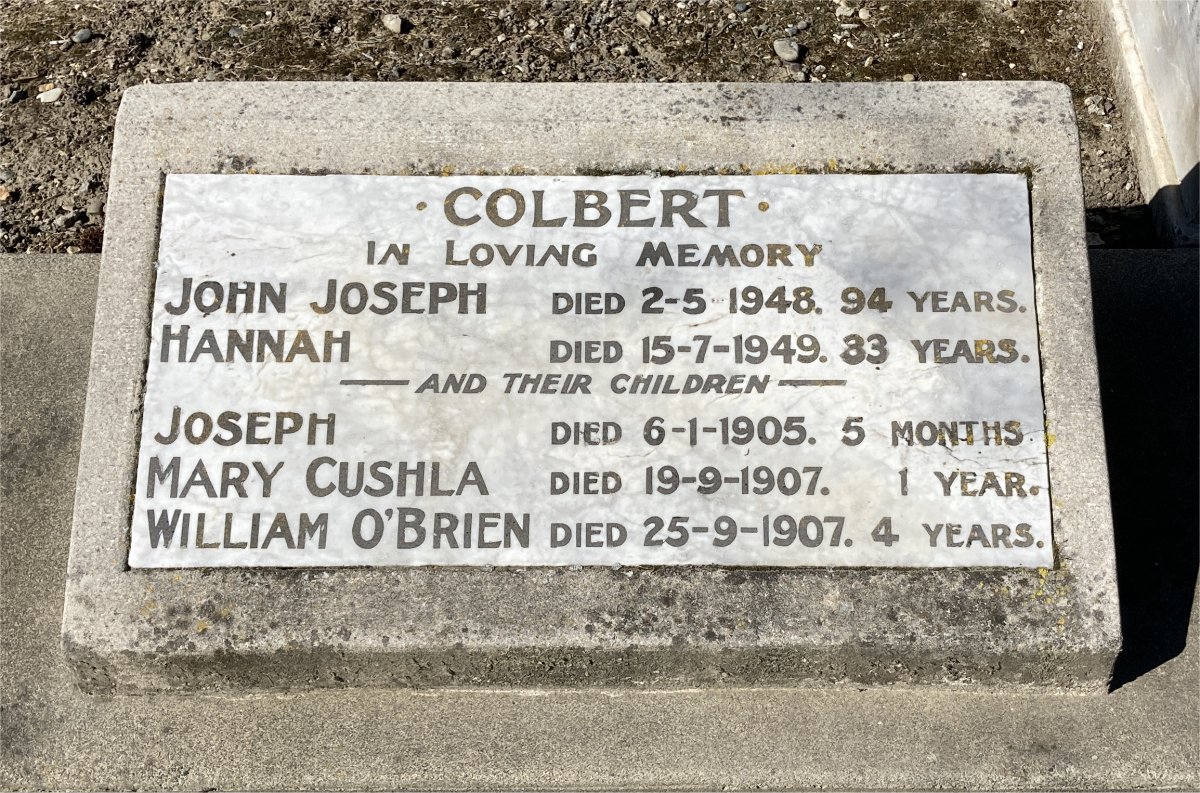 · COLBERT ·
IN LOVING MEMORY
JOHN JOSEPH DIED 2-5 1948. 94 YEARS.
HANNAH DIED 15-7-1949. 83 YEARS.
— AND THEIR CHILDREN —
JOSEPH DIED 6-1-1905. 5 MONTHS
MARY CUSHLA DIED 19-9-1907. 1 YEAR.
WILLIAM O'BRIEN DIED 25-9-1907. 4 YEARS.